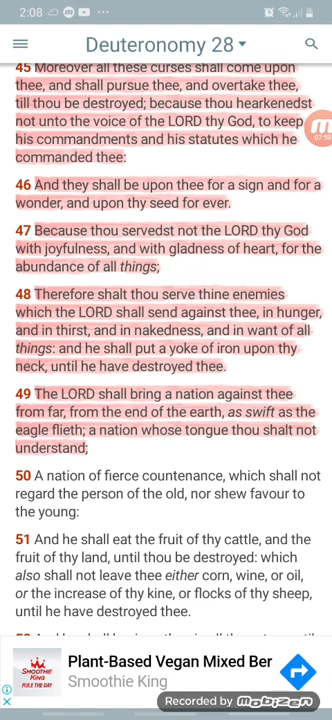 2:08
Deuteronomy 28
45 Moreover all these curses shall come upon
thee, and shall pursue thee, and overtake thee,
till thou be destroyed; because thou hearkenedst
not unto the voice of the LORD thy God, to keep
his commandments and his statutes which he
commanded thee:
07:59
46 And they shall be upon thee for a sign and for a
wonder, and upon thy seed for ever.
47 Because thou servedst not the LORD thy God
with joyfulness, and with gladness of heart, for the
abundance of all things;
48 Therefore shalt thou serve thine enemies
which the LORD shall send against thee, in hunger,
and in thirst, and in nakedness, and in want of all
things: and he shall put a yoke of iron upon thy
neck, until he have destroyed thee.
49 The LORD shall bring a nation against thee
from far, from the end of the earth, as swift as the
eagle flieth; a nation whose tongue thou shalt not
understand;
50 A nation of fierce countenance, which shall not
regard the person of the old, nor shew favour to
the young:
51 And he shall eat the fruit of thy cattle, and the
fruit of thy land, until thou be destroyed: which
also shall not leave thee either corn, wine, or oil,
or the increase of thy kine, or flocks of thy sheep,
until he have destroyed thee.
SMOOTHIE
KING
RULE THE DAY
Plant-Based Vegan Mixed Ber
Smoothie King
Recorded by MOBIZEN